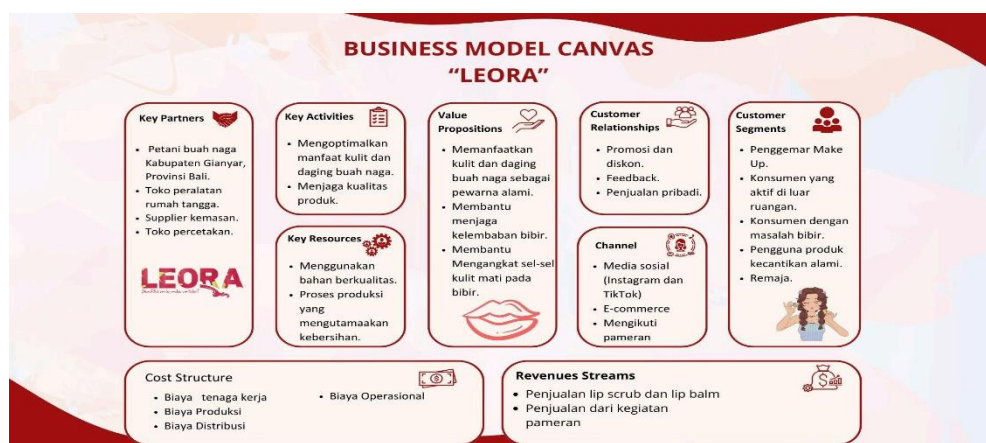 BUSINESS MODEL CANVAS
“LEORA”
Key Partners
• Petani buah naga
Kabupaten Gianyar,
Provinsi Bali.
• Toko peralatan
rumah tangga.
• Supplier kemasan.
• Toko percetakan.
LEORA
Key Activities
• Mengoptimalkan
manfaat kulit dan
daging buah naga.
• Menjaga kualitas
produk.
Key Resources
• Menggunakan
bahan berkualitas.
• Proses produksi
yang
mengutamaakan
kebersihan.
Value
Propositions
• Memanfaatkan
kulit dan daging
buah naga sebagai
pewarna alami.
• Membantu
menjaga
kelembaban bibir.
• Membantu
Mengangkat sel-sel
kulit mati pada
bibir.
Customer
Relationships
• Promosi dan
diskon.
• Feedback.
• Penjualan pribadi.
Channel
• Media sosial
(Instagram dan
TikTok)
• E-commerce
• Mengikuti
pameran
Customer
Segments
• Penggemar Make
Up.
• Konsumen yang
aktif di luar
ruangan.
• Konsumen dengan
masalah bibir.
• Pengguna produk
kecantikan alami.
• Remaja.
Cost Structure
• Biaya tenaga kerja
• Biaya Produksi
• Biaya Distribusi
• Biaya Operasional
Revenues Streams
• Penjualan lip scrub dan lip balm
• Penjualan dari kegiatan
pameran